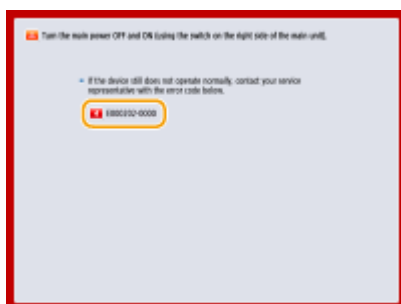 Turn the main power OFF and ON (using the switch on the right side of the main unit).
If the device still does not operate normally, contact your service
representative with the error code below.
E000202-0000